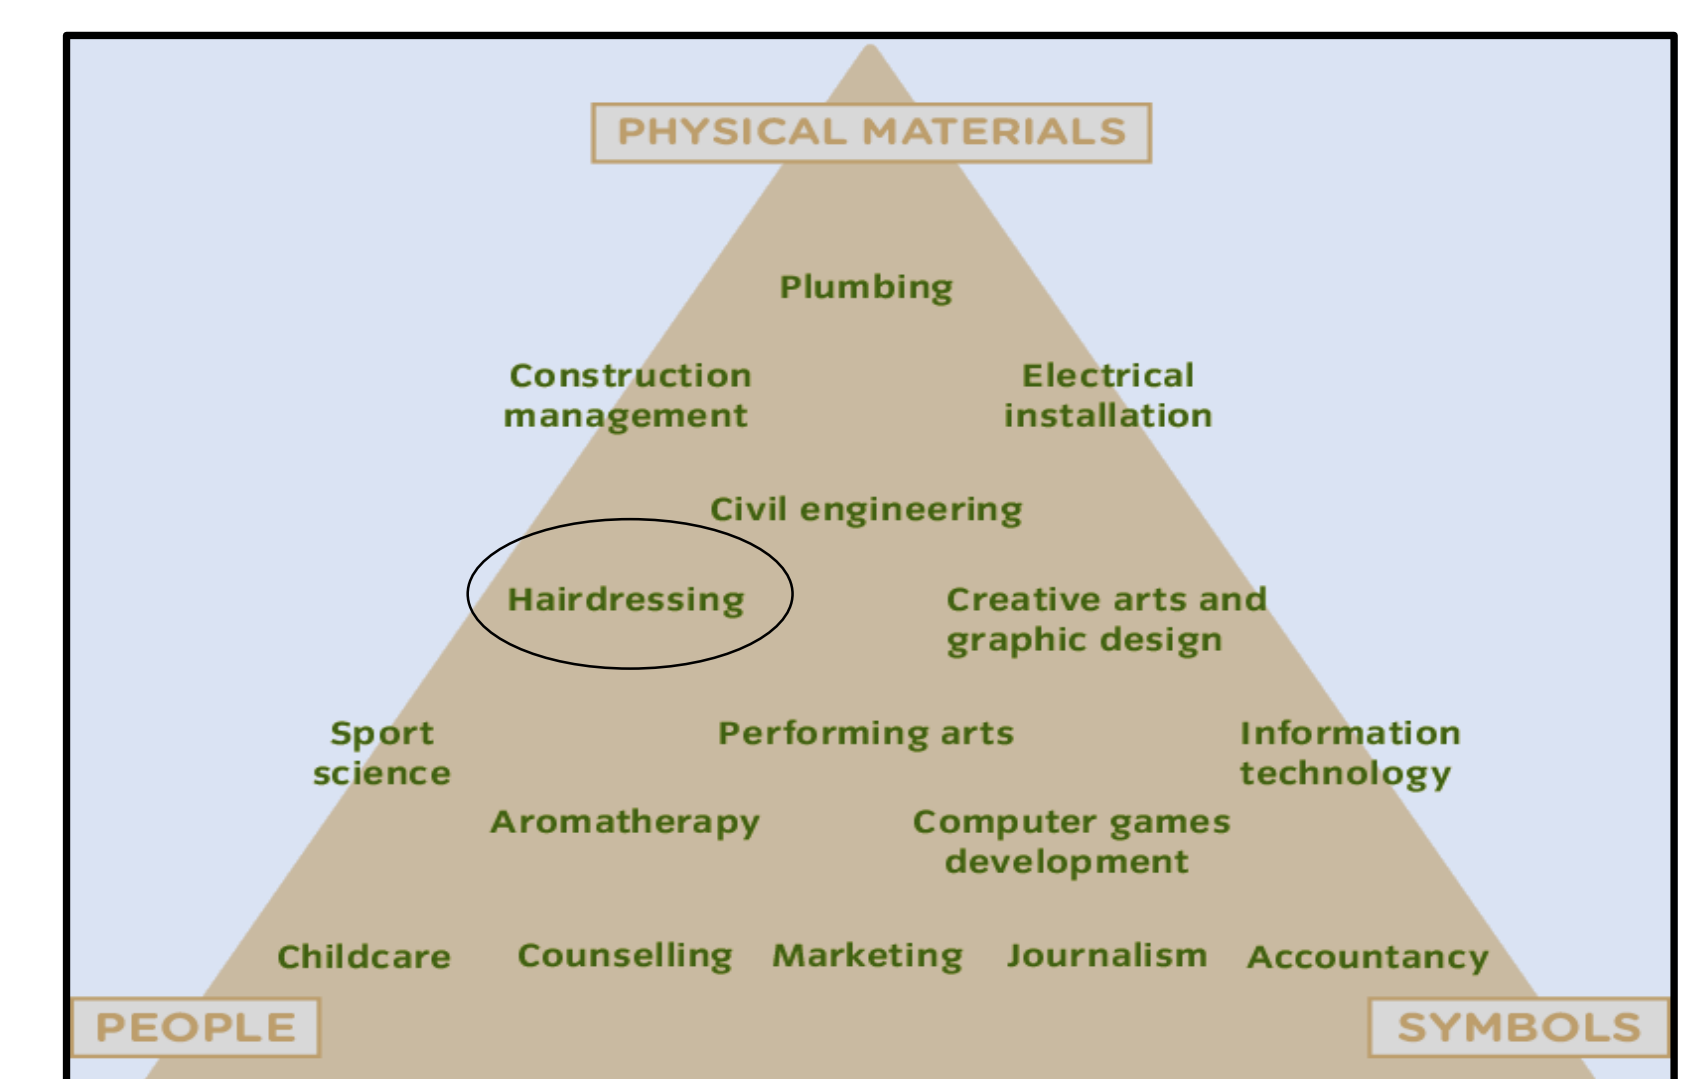 PHYSICAL MATERIALS
Plumbing
Construction
management
Electrical
installation
Civil engineering
Hairdressing
Creative arts and
graphic design
Sport
science
Performing arts
Information
technology
Aromatherapy
Computer games
development
Childcare
Counselling
Marketing
Journalism
Accountancy
PEOPLE
SYMBOLS